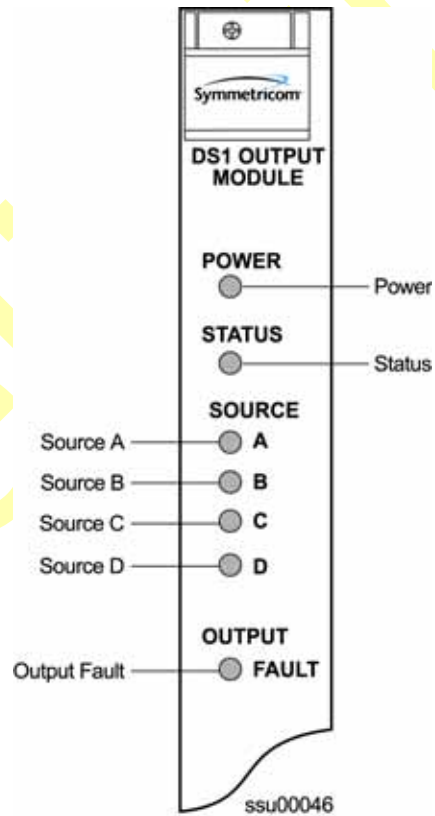 Symmetricom
DS1 OUTPUT
MODULE
POWER
Power
STATUS
Status
SOURCE
Source A
A
Source B
B
Source C
C
Source D
D
OUTPUT
Output Fault
FAULT
ssu00046